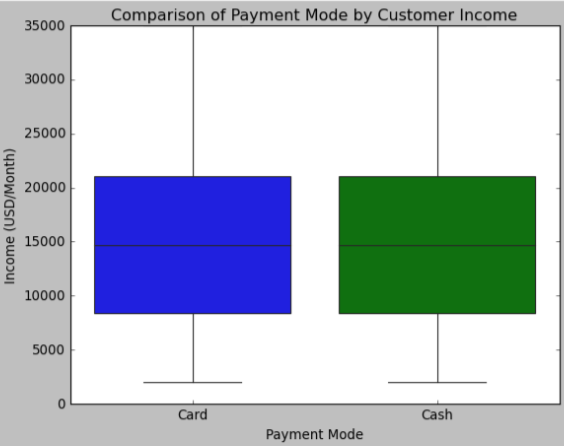 Comparison of Payment Mode by Customer Income
35000
30000
25000
20000
15000
10000
5000
0
Income (USD/Month)
Card Cash
Payment Mode